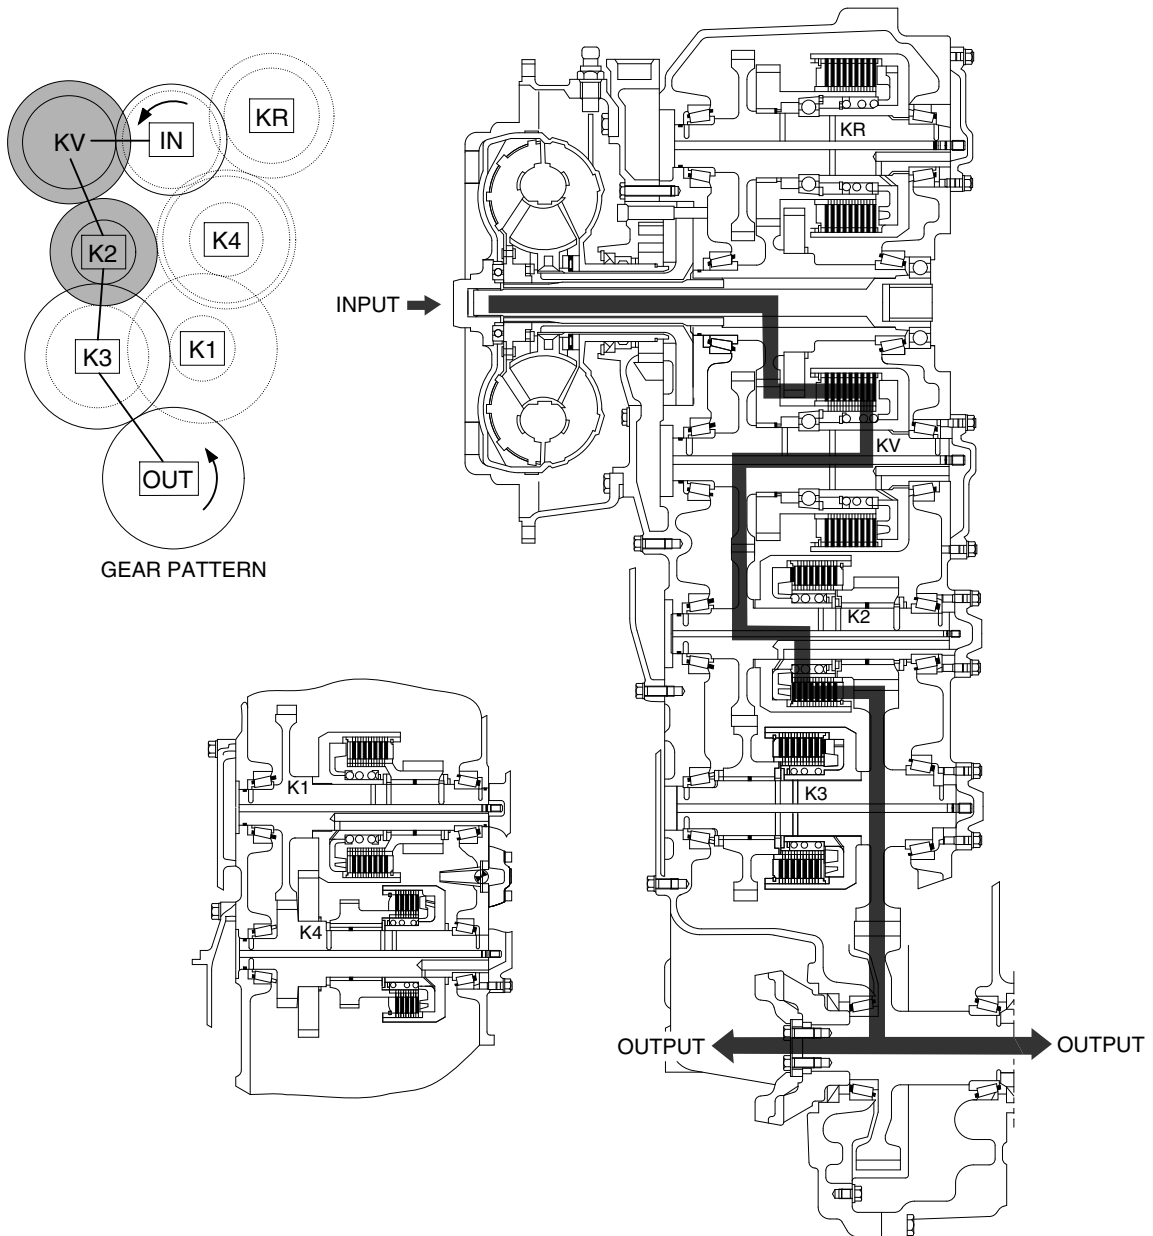 KV
IN
KR
K2
K4
K3
K1
OUT
GEAR PATTERN
INPUT
KR
KV
K2
K3
K1
K4
OUTPUT
OUTPUT